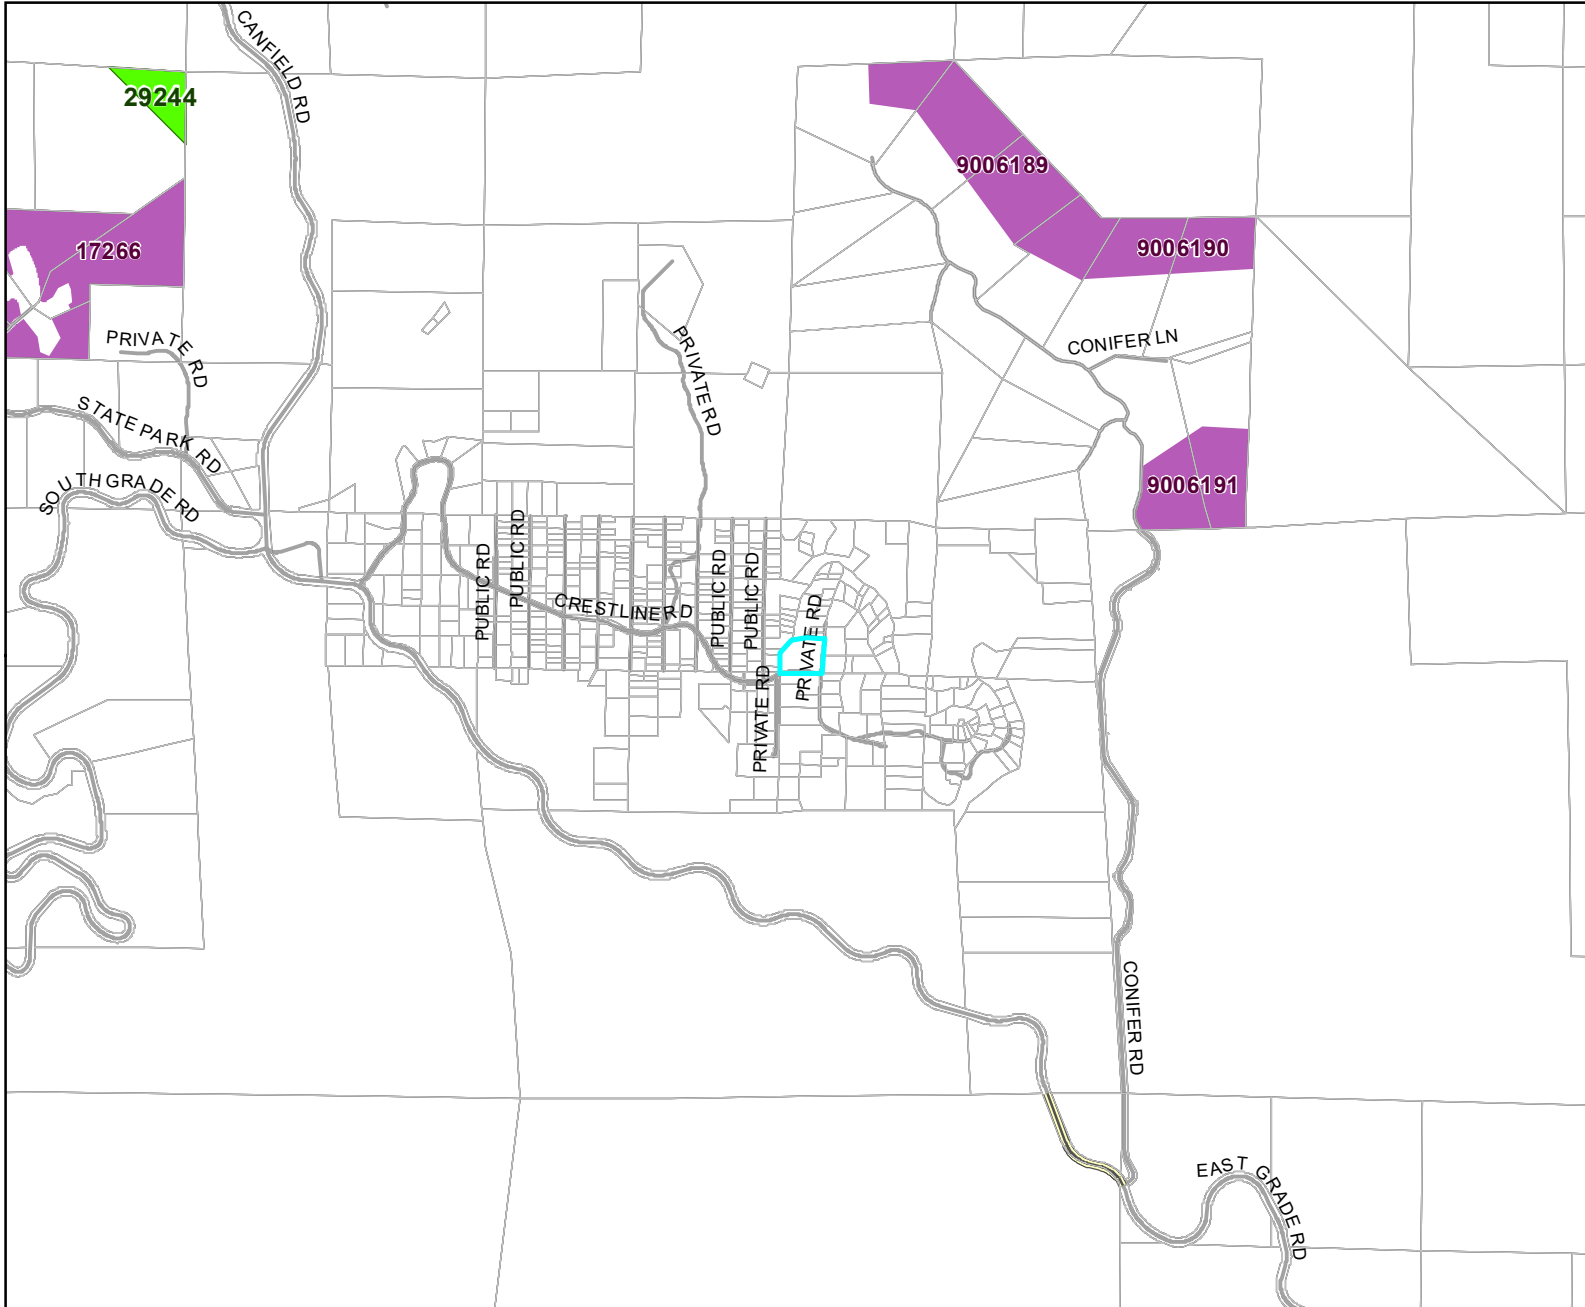 CANFIELD RD
29244
9006189
17266
9006190
PRIVATE RD
PRIVATE RD
CONIFER LN
STATE PARK RD
SOUTH GRADE RD
9006191
PUBLIC RD
PUBLIC RD
PUBLIC RD
PUBLIC RD
CRESTLINE RD
PRIVATE RD
PRIVATE RD
CONIFER RD
EAST GRADE RD